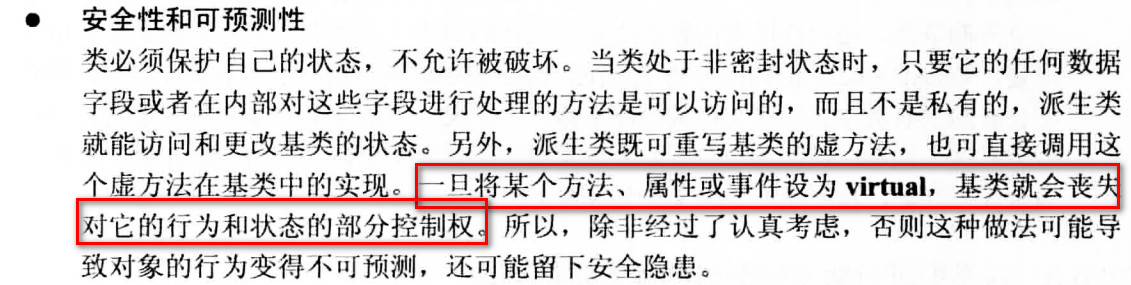 ● 安全性和可预测性
类必须保护自己的状态，不允许被破坏。当类处于非密封状态时，只要它的任何数据
字段或者在内部对这些字段进行处理的方法是可以访问的，而且不是私有的，派生类
就能访问和更改基类的状态。另外，派生类既可重写基类的虚方法，也可直接调用这
个虚方法在基类中的实现。一旦将某个方法、属性或事件设为 virtual，基类就会丧失
对它的行为和状态的部分控制权。所以，除非经过了认真考虑，否则这种做法可能导
致对象的行为变得不可预测，还可能留下安全隐患。